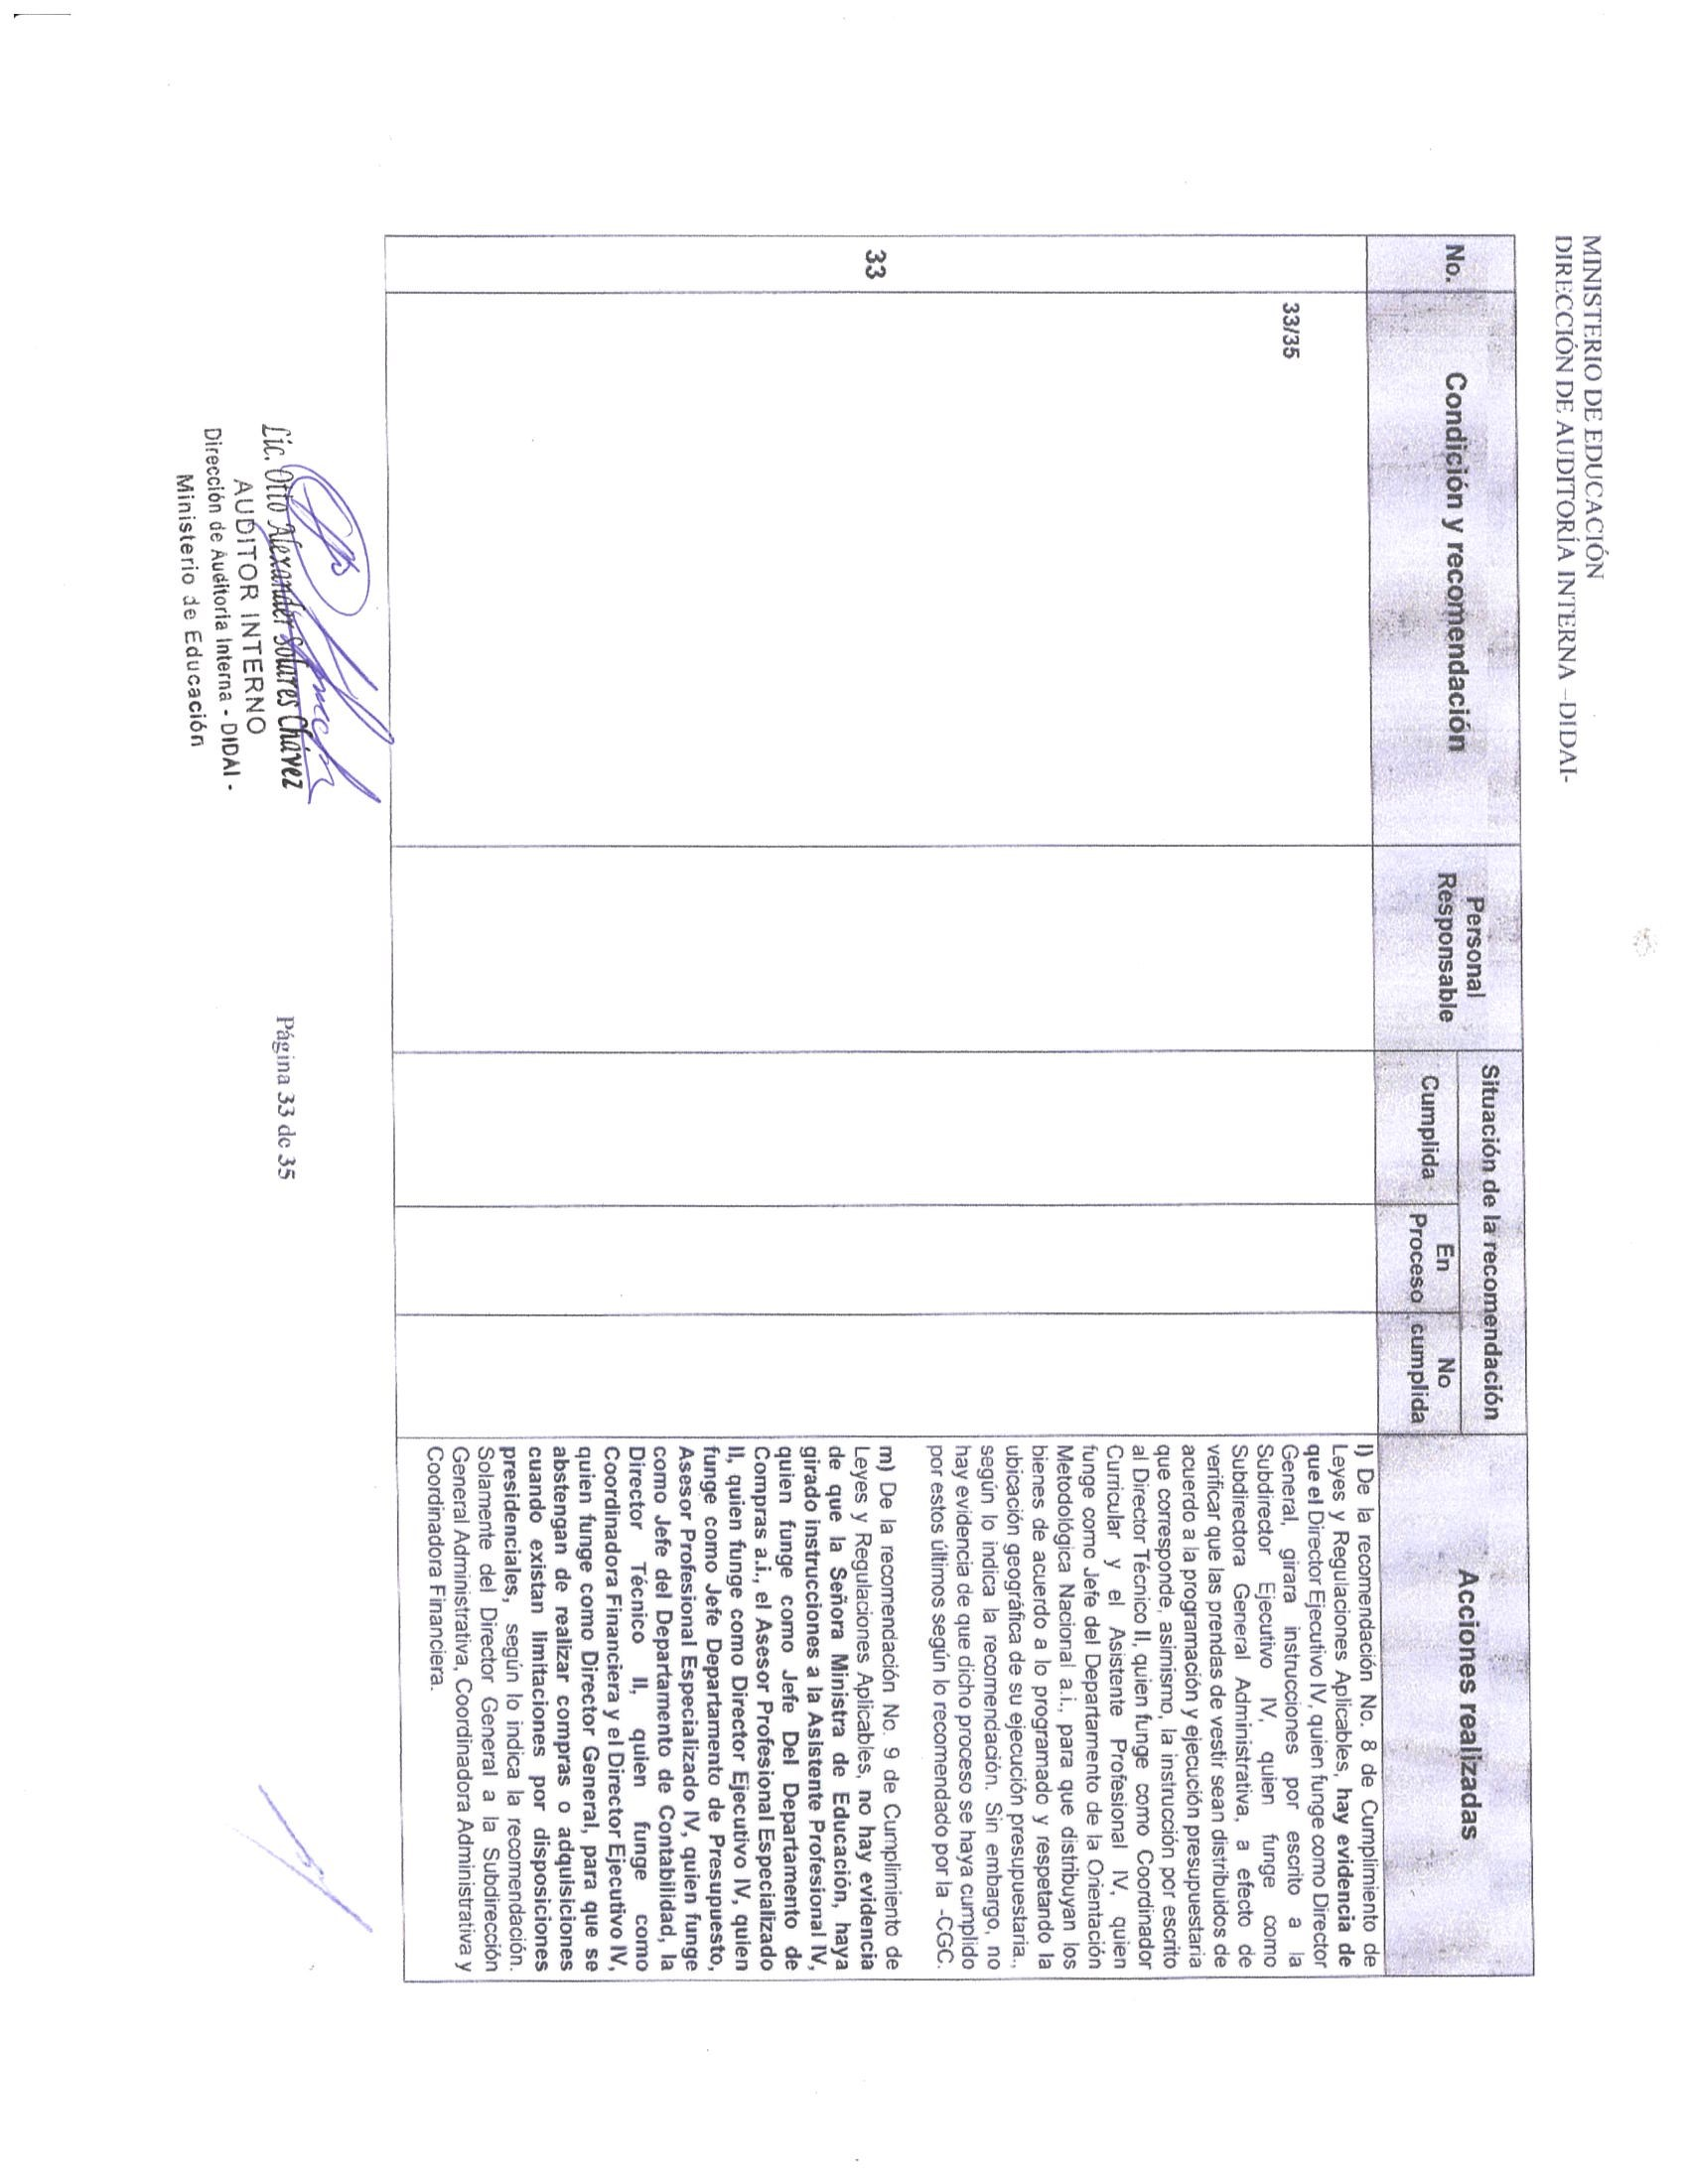 MINISTERIO DE EDUCACIÓN
DIRECCIÓN DE AUDITORÍA INTERNA –DIDAI-
No.
Condición y recomendación
Personal
Responsable
Situación de la recomendación
Cumplida
En
Proceso
No
cumplida
Acciones realizadas
33
33/35
l) De la recomendación No. 8 de Cumplimiento de
Leyes y Regulaciones Aplicables, hay evidencia de
que el Director Ejecutivo IV, quien funge como Director
General, girara instrucciones por escrito a la
Subdirector Ejecutivo IV, quien funge como
Subdirectora General Administrativa, a efecto de
verificar que las prendas de vestir sean distribuidos de
acuerdo a la programación y ejecución presupuestaria
que corresponde, asimismo, la instrucción por escrito
al Director Técnico II, quien funge como Coordinador
Curricular y el Asistente Profesional IV, quien
funge como Jefe del Departamento de la Orientación
Metodológica Nacional a.i., para que distribuyan los
bienes de acuerdo a lo programado y respetando la
ubicación geográfica de su ejecución presupuestaria.,
según lo indica la recomendación. Sin embargo, no
hay evidencia de que dicho proceso se haya cumplido
por estos últimos según lo recomendado por la -CGC.
m) De la recomendación No. 9 de Cumplimiento de
Leyes y Regulaciones Aplicables, no hay evidencia
de que la Señora Ministra de Educación, haya
girado instrucciones a la Asistente Profesional IV,
quien funge como Jefe Del Departamento de
Compras a.i., el Asesor Profesional Especializado
II, quien funge como Director Ejecutivo IV, quien
funge como Jefe Departamento de Presupuesto,
Asesor Profesional Especializado IV, quien funge
como Jefe del Departamento de Contabilidad, la
Director Técnico II, quien funge como
Coordinadora Financiera y el Director Ejecutivo IV,
quien funge como Director General, para que se
abstengan de realizar compras o adquisiciones
cuando existan limitaciones por disposiciones
presidenciales, según lo indica la recomendación.
Solamente del Director General a la Subdirección
General Administrativa, Coordinadora Administrativa y
Coordinadora Financiera.
Lic. Otto Alexander Solares Chávez
AUDITOR INTERNO
Dirección de Auditoria Interna - DIDAI -
Ministerio de Educación
Página 33 de 35